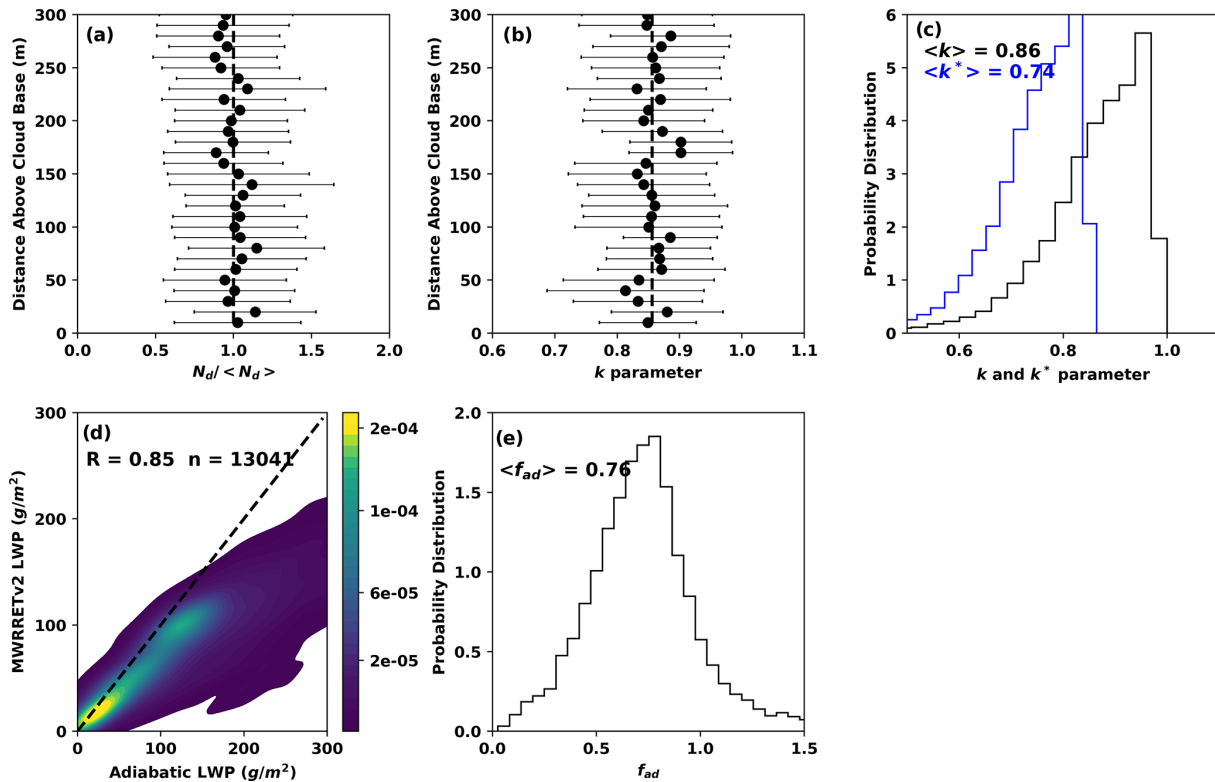 (a)
300
250
200
150
100
50
0
Distance Above Cloud Base (m)
0.0 0.5 1.0 1.5 2.0
N_d/<N_d>
(b)
300
250
200
150
100
50
0
Distance Above Cloud Base (m)
0.6 0.7 0.8 0.9 1.0 1.1
k parameter
(c)
<k> = 0.86
<k*> = 0.74
6
5
4
3
2
1
0
Probability Distribution
0.6 0.8 1.0
k and k* parameter
(d)
R = 0.85 n = 13041
300
200
100
0
MWRRETv2 LWP (g/m²)
0 100 200 300
Adiabatic LWP (g/m²)
2e-04
1e-04
6e-05
2e-05
(e)
<f_ad> = 0.76
2.0
1.5
1.0
0.5
0.0
Probability Distribution
0.0 0.5 1.0 1.5
f_ad